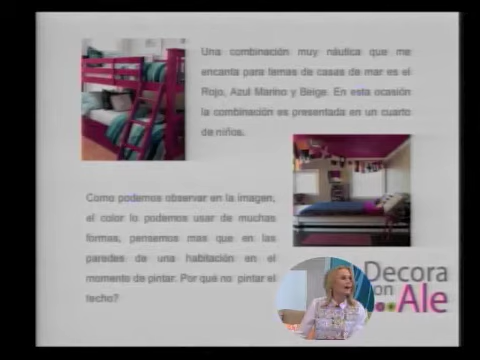 Una combinación muy náutica que me
encanta para temas de casas de mar es el
Rojo, Azul Marino y Beige. En esta ocasión
la combinación es presentada en un cuarto
de niños.
Como podemos observar en la imagen,
el color lo podemos usar de muchas
formas, pensemos mas que en las
paredes de una habitación en el
momento de pintar. Por qué no pintar el
techo?
Decora
on
Ale